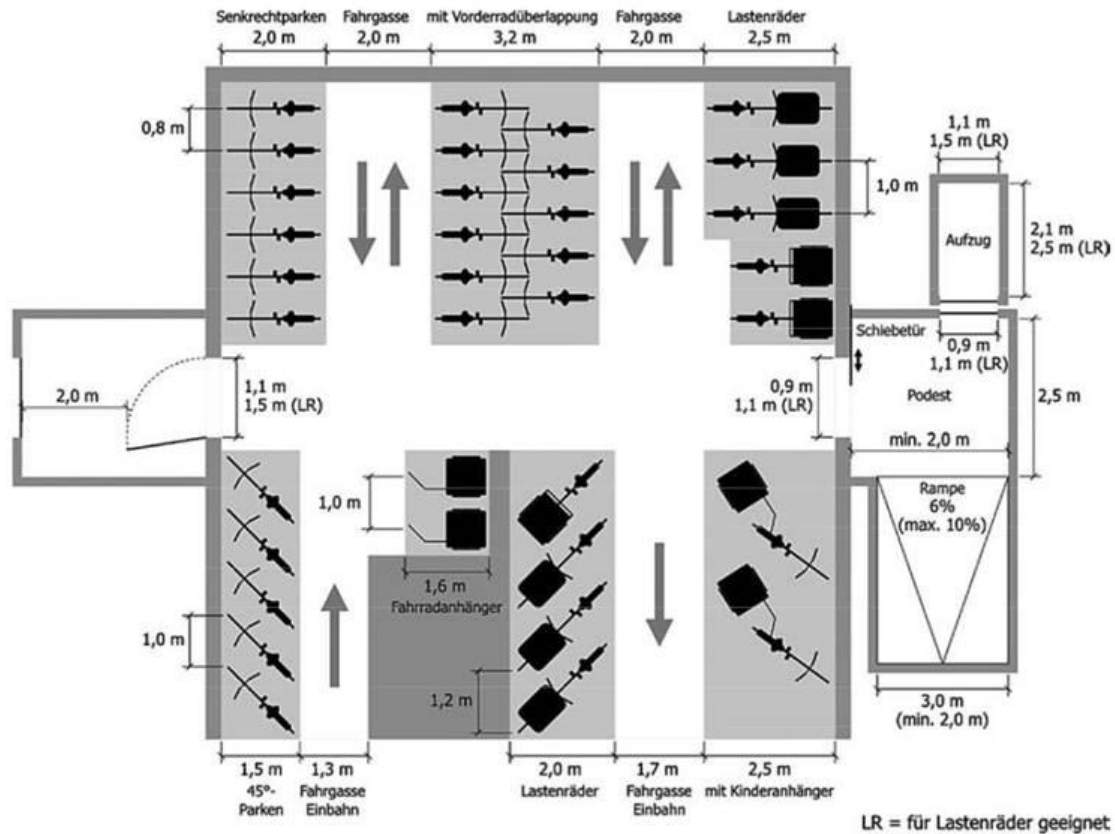 Senkrechtparken
2,0 m
Fahrgasse
2,0 m
mit Vorderradüberlappung
3,2 m
Fahrgasse
2,0 m
Lastenräder
2,5 m
0,8 m
1,0 m
1,1 m
1,5 m (LR)
Aufzug
2,1 m
2,5 m (LR)
Schiebetür
0,9 m
1,1 m (LR)
2,0 m
1,1 m
1,5 m (LR)
0,9 m
1,1 m (LR)
Podest
2,5 m
min. 2,0 m
1,0 m
Rampe
6%
(max. 10%)
1,6 m
Fahrradanhänger
1,0 m
1,2 m
3,0 m
(min. 2,0 m)
1,5 m
45°-
Parken
1,3 m
Fahrgasse
Einbahn
2,0 m
Lastenräder
1,7 m
Fahrgasse
Einbahn
2,5 m
mit Kinderanhänger
LR = für Lastenräder geeignet